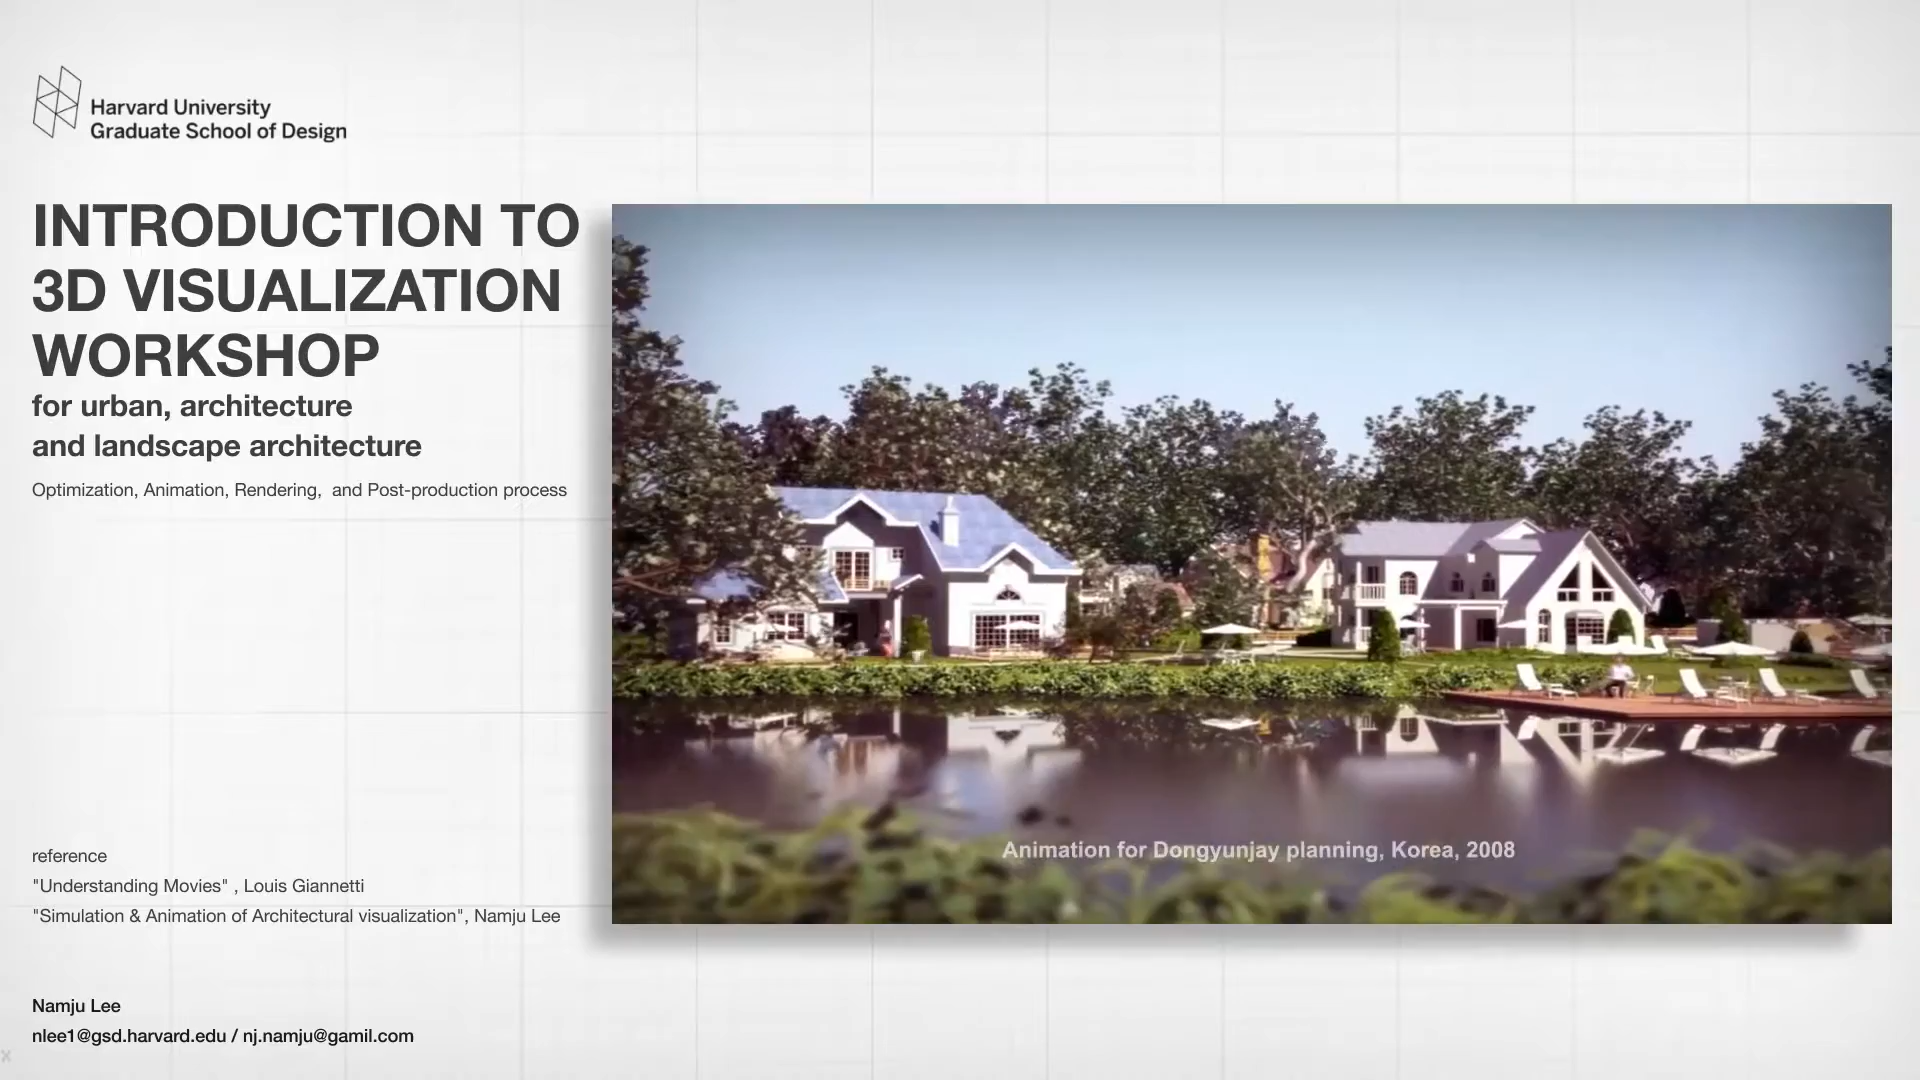 Harvard University
Graduate School of Design
INTRODUCTION TO
3D VISUALIZATION
WORKSHOP
for urban, architecture
and landscape architecture
Optimization, Animation, Rendering,  and Post-production process
Animation for Dongyunjay planning, Korea, 2008
reference
"Understanding Movies" , Louis Giannetti
"Simulation & Animation of Architectural visualization", Namju Lee
Namju Lee
nlee1@gsd.harvard.edu / nj.namju@gamil.com
x